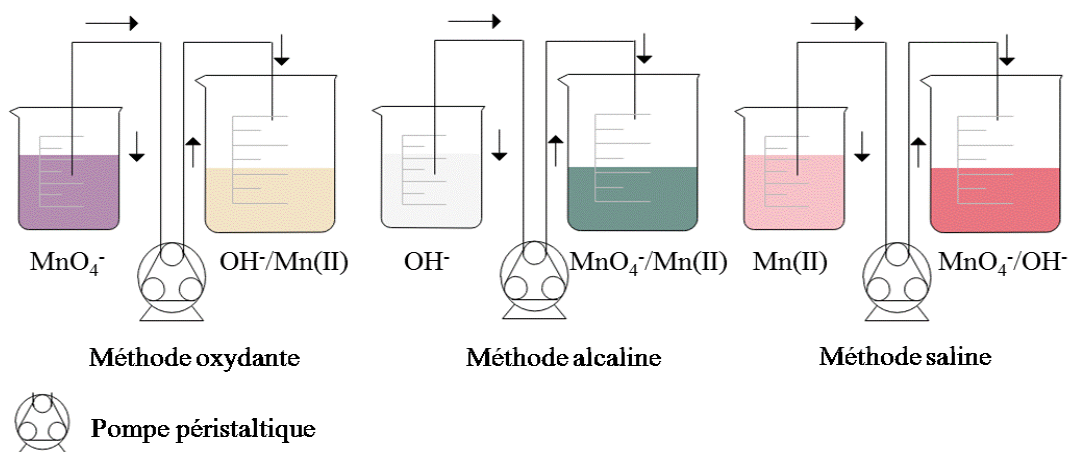 MnO₄⁻ OH⁻/Mn(II) OH⁻ MnO₄⁻/Mn(II) Mn(II) MnO₄⁻/OH⁻
Méthode oxydante Méthode alcaline Méthode saline
Pompe péristaltique